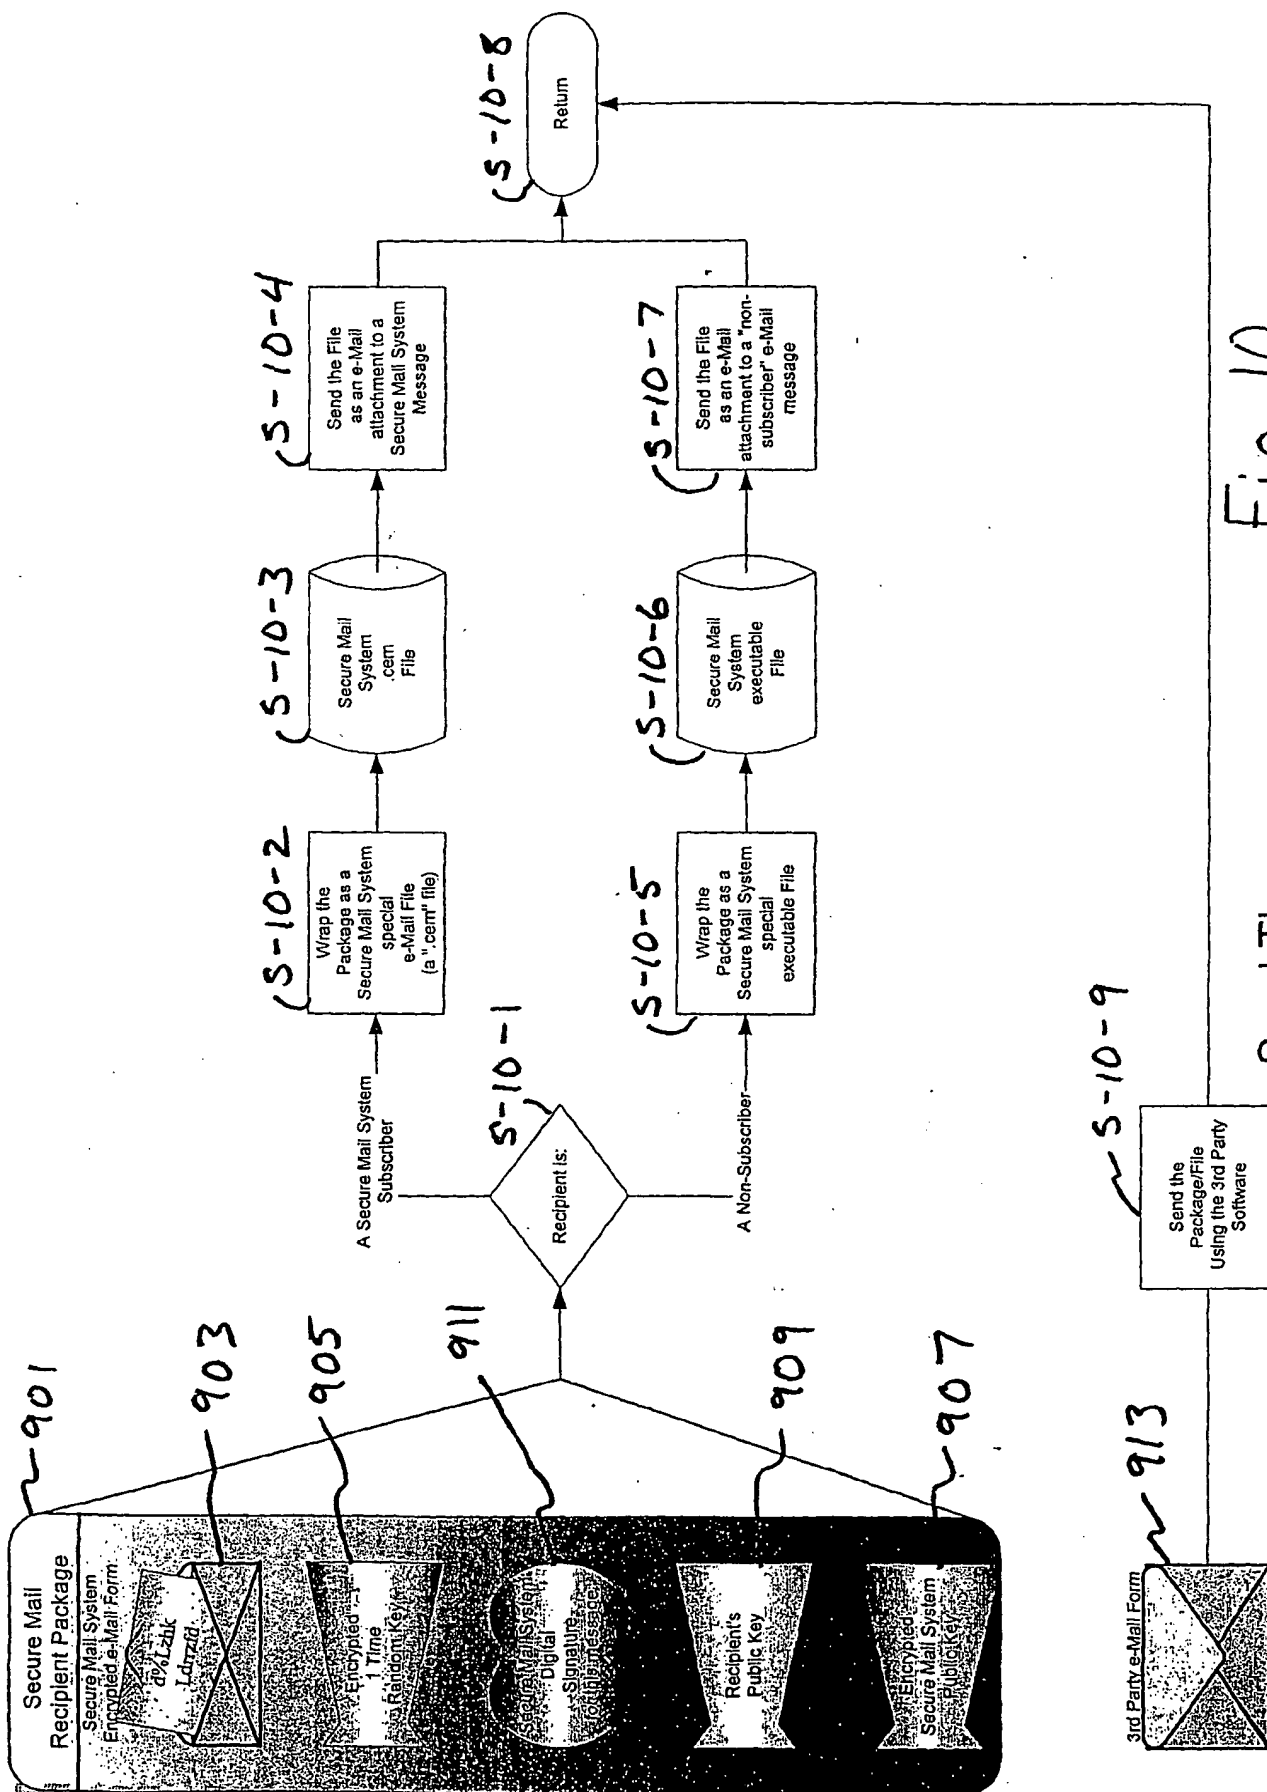 Secure Mail
Recipient Package
901
Secure Mail System
Encrypted e-Mail Form
d%Lzhk
903
Encrypted
1 Time
Random Key
905
Secure Mail System
Digital
Signature
911
Recipient's
Public Key
909
Encrypted
Secure Mail System
Public Key
907
Recipient is:
S-10-1
A Secure Mail System
Subscriber
Wrap the
Package as a
Secure Mail System
special
e-Mail File
(a ".cem" file)
S-10-2
Secure Mail
System
.cem
File
S-10-3
Send the File
as an e-Mail
attachment to a
Secure Mail System
Message
S-10-4
A Non-Subscriber
Wrap the
Package as a
Secure Mail System
special
executable File
S-10-5
Secure Mail
System
executable
File
S-10-6
Send the File
as an e-Mail
attachment to a "non-
subscriber" e-Mail
message
S-10-7
Return
S-10-8
3rd Party e-Mail Form
913
Send the
Package/File
Using the 3rd Party
Software
S-10-9
Fig. 10